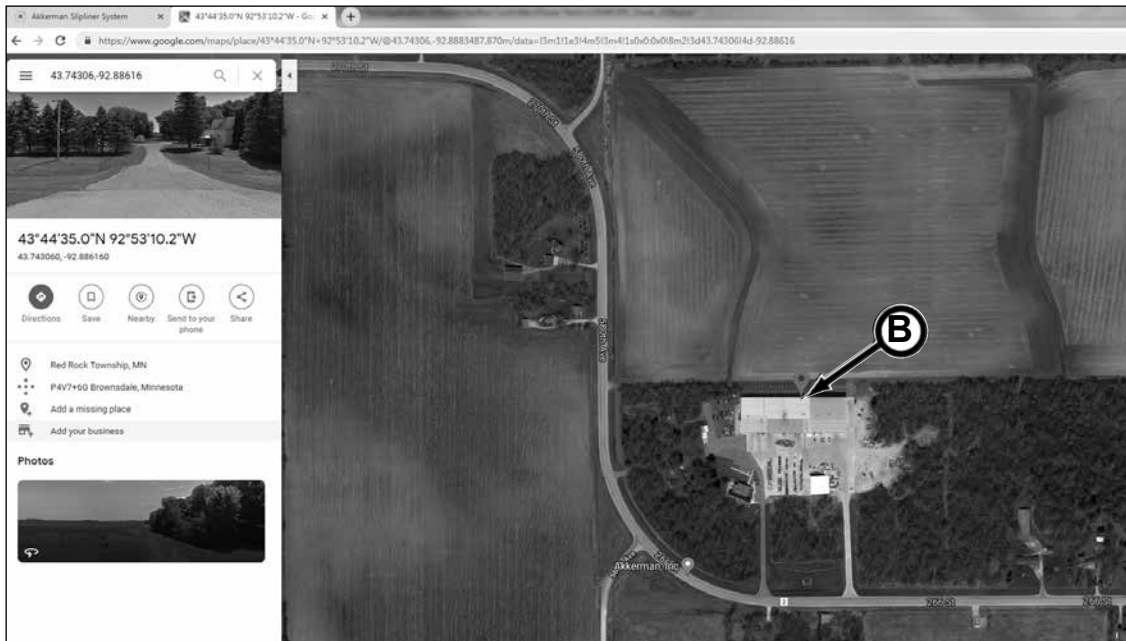 Akkerman Slipliner System
43°44'35.0"N 92°53'10.2"W - Goo
https://www.google.com/maps/place/43°44'35.0"N+92°53'10.2"W/@43.74306,-92.8883487,870m/data=!3m1!1e3!4m5!3m4!1s0x0:0x0!8m2!3d43.74306!4d-92.88616
43.74306,-92.88616
43°44'35.0"N 92°53'10.2"W
43.743060, -92.886160
Directions
Save
Nearby
Send to your
phone
Share
Red Rock Township, MN
P4V7+6G Brownsdale, Minnesota
Add a missing place
Add your business
Photos
B
Akkerman, Inc.
266th St